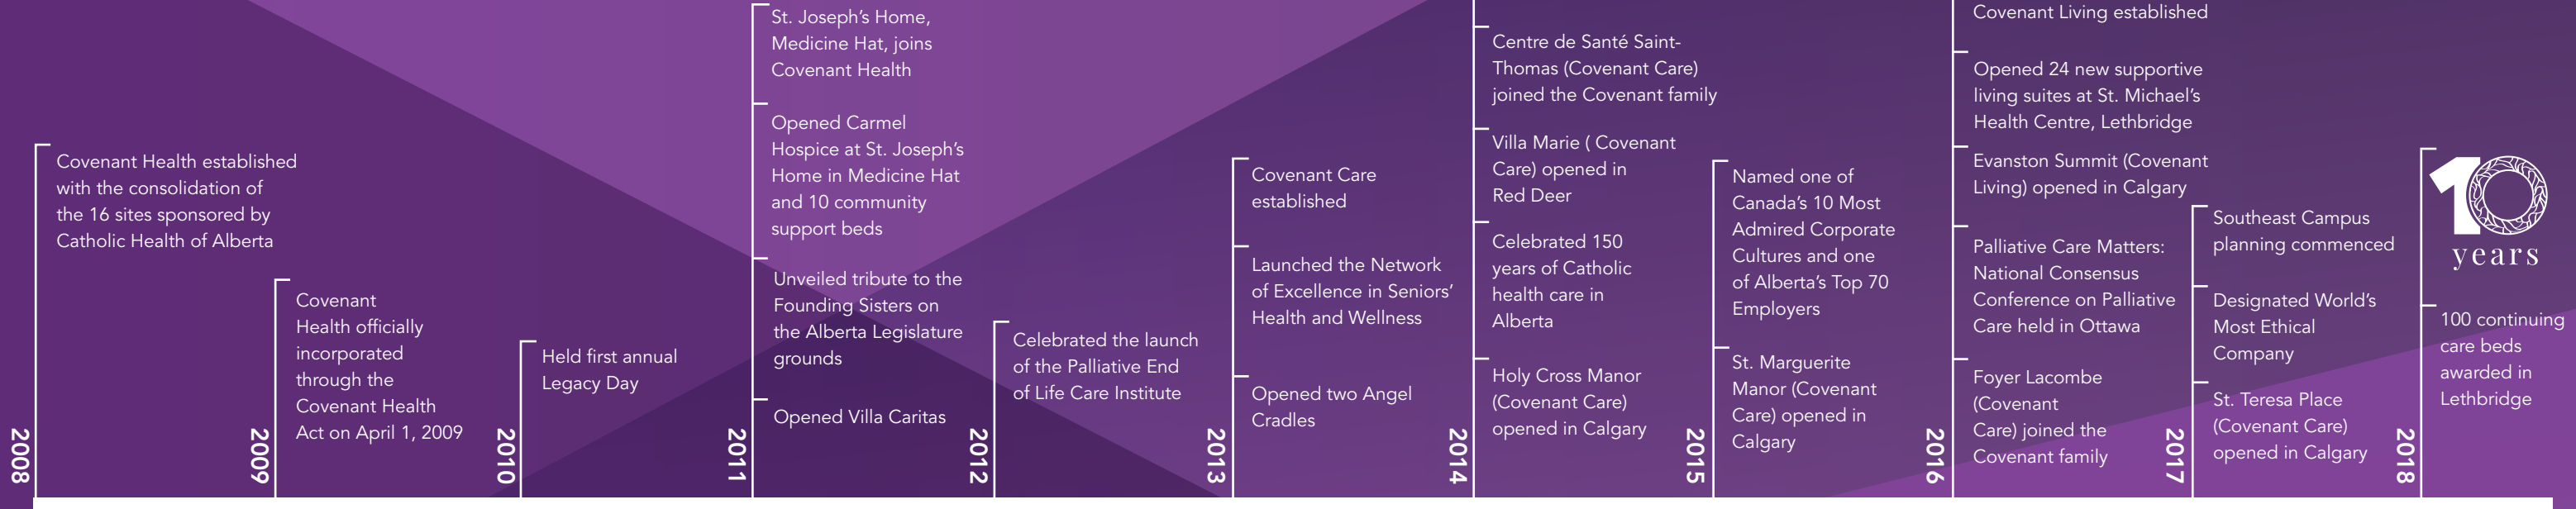 2008
Covenant Health established
with the consolidation of
the 16 sites sponsored by
Catholic Health of Alberta
2009
Covenant
Health officially
incorporated
through the
Covenant Health
Act on April 1, 2009
2010
Held first annual
Legacy Day
2011
St. Joseph’s Home,
Medicine Hat, joins
Covenant Health
Opened Carmel
Hospice at St. Joseph’s
Home in Medicine Hat
and 10 community
support beds
Unveiled tribute to the
Founding Sisters on
the Alberta Legislature
grounds
Opened Villa Caritas
2012
Celebrated the launch
of the Palliative End
of Life Care Institute
2013
Covenant Care
established
Launched the Network
of Excellence in Seniors’
Health and Wellness
Opened two Angel
Cradles
2014
Centre de Santé Saint-
Thomas (Covenant Care)
joined the Covenant family
Villa Marie ( Covenant
Care) opened in
Red Deer
Celebrated 150
years of Catholic
health care in
Alberta
Holy Cross Manor
(Covenant Care)
opened in Calgary
2015
Named one of
Canada’s 10 Most
Admired Corporate
Cultures and one
of Alberta’s Top 70
Employers
St. Marguerite
Manor (Covenant
Care) opened in
Calgary
2016
Covenant Living established
Opened 24 new supportive
living suites at St. Michael’s
Health Centre, Lethbridge
Evanston Summit (Covenant
Living) opened in Calgary
Palliative Care Matters:
National Consensus
Conference on Palliative
Care held in Ottawa
Foyer Lacombe
(Covenant
Care) joined the
Covenant family
2017
Southeast Campus
planning commenced
Designated World’s
Most Ethical
Company
St. Teresa Place
(Covenant Care)
opened in Calgary
2018
10
years
100 continuing
care beds
awarded in
Lethbridge